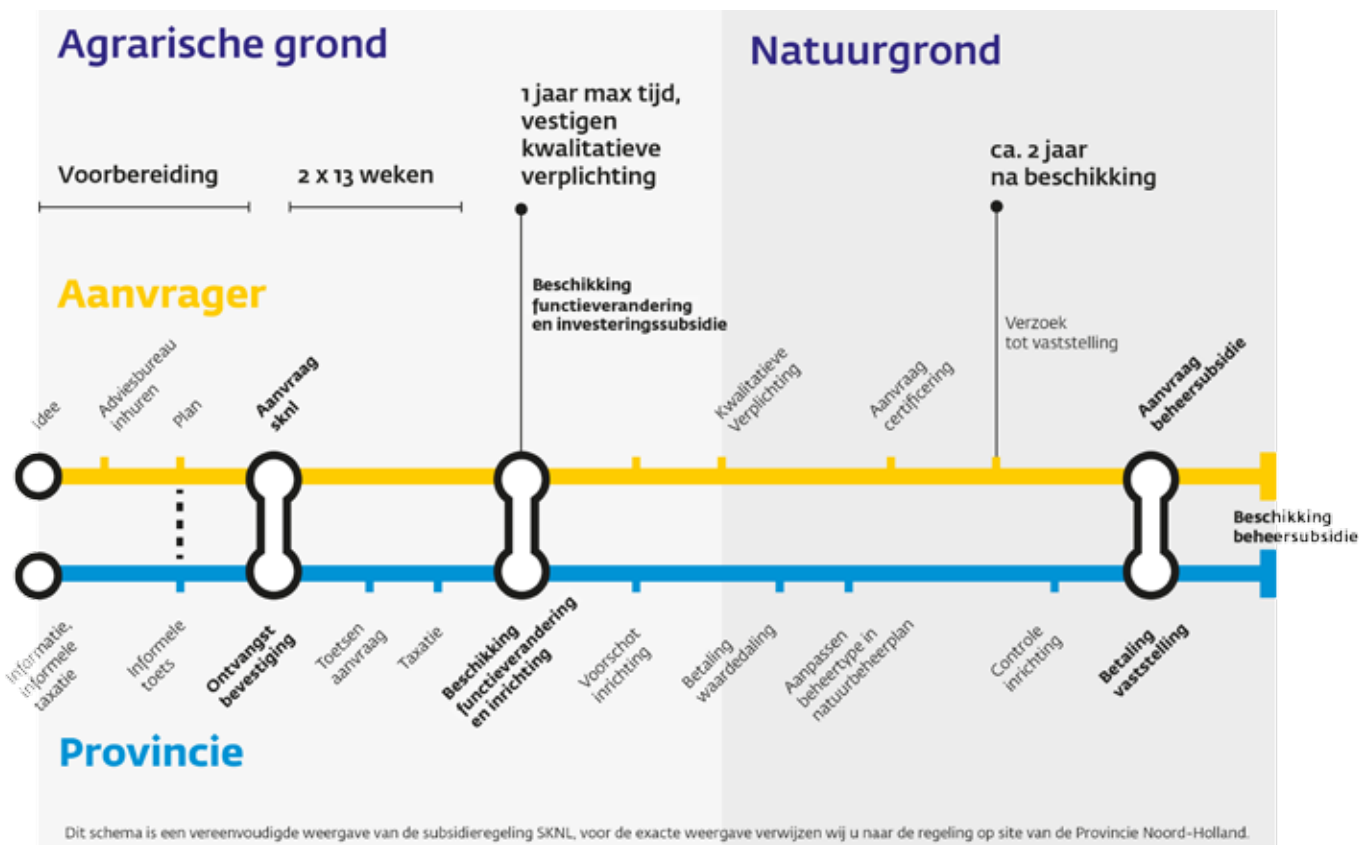 Agrarische grond
Natuurgrond
1 jaar max tijd,
vestigen
kwalitatieve
verplichting
ca. 2 jaar
na beschikking
Voorbereiding
2 x 13 weken
Aanvrager
Beschikking
functieverandering
en investeringssubsidie
Verzoek
tot vaststelling
Idee
Adviesbureau
inhuren
Plan
Aanvraag
sknl
Kwalitatieve
Verplichting
Aanvraag
certificering
Aanvraag
beheersubsidie
Beschikking
beheersubsidie
Informatie,
informele
taxatie
Informele
toets
Ontvangst
bevestiging
Toetsen
aanvraag
Taxatie
Beschikking
functieverandering
en inrichting
Voorschot
inrichting
Betaling
waardedaling
Aanpassen
beheertype in
natuurbeheerplan
Controle
inrichting
Betaling
vaststelling
Provincie
Dit schema is een vereenvoudigde weergave van de subsidieregeling SKNL, voor de exacte weergave verwijzen wij u naar de regeling op site van de Provincie Noord-Holland.